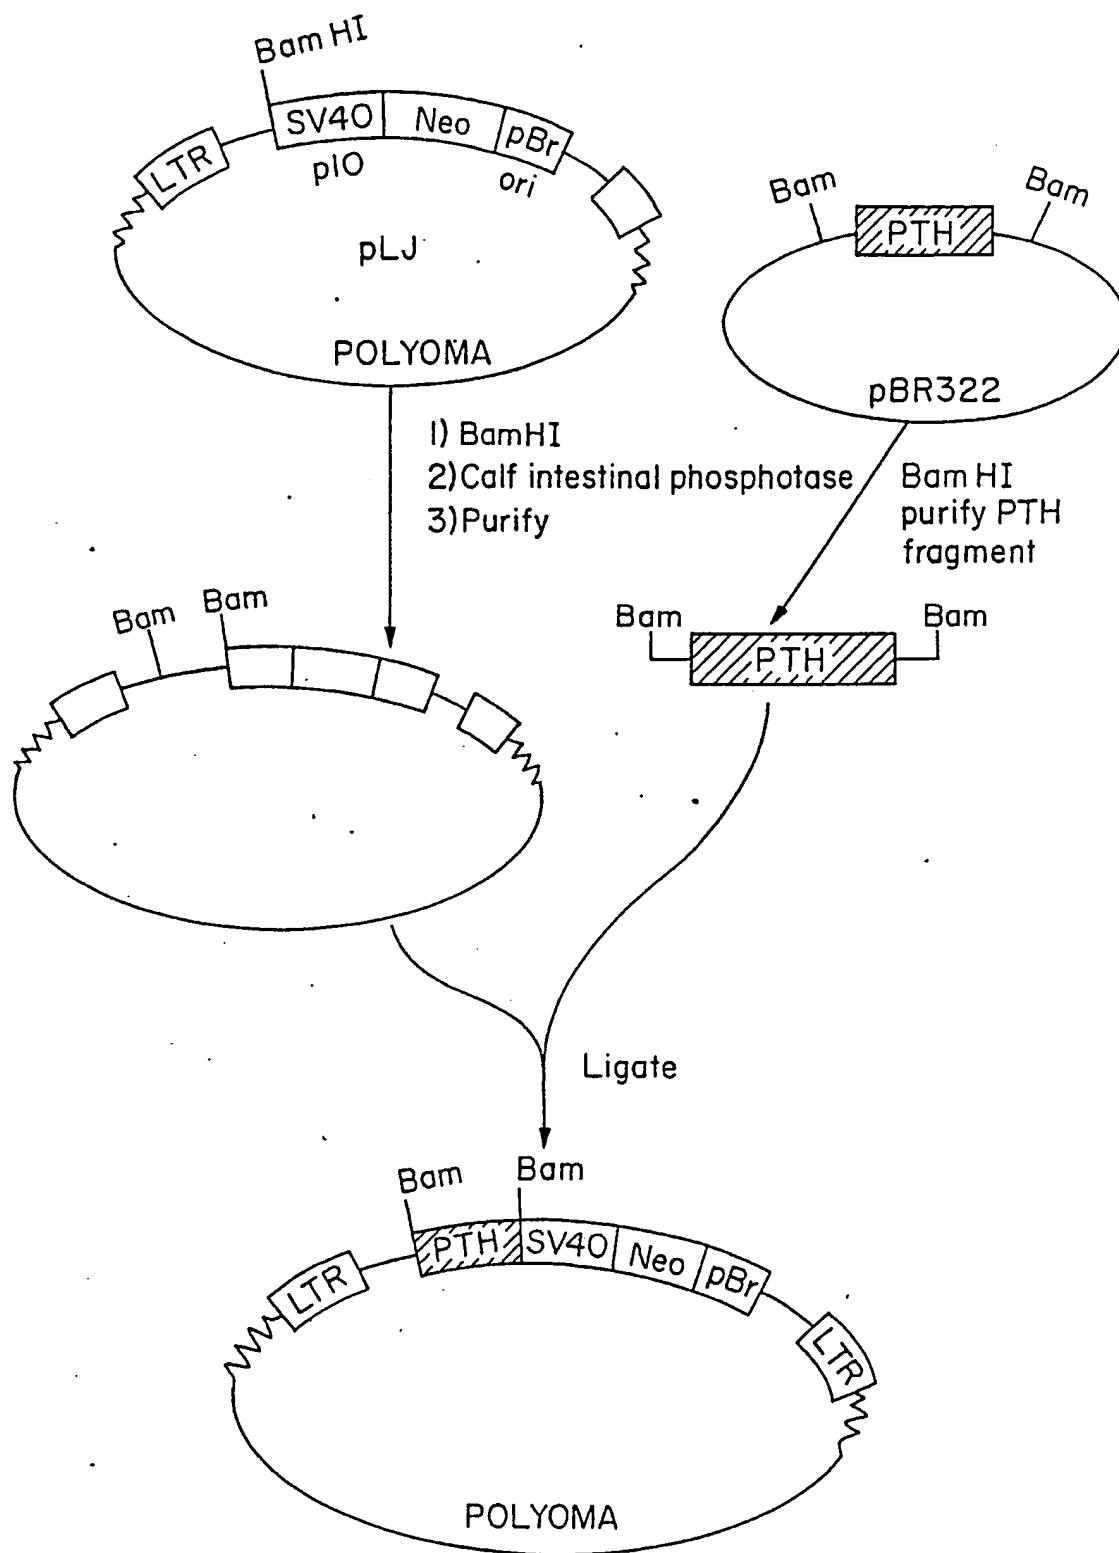 Bam HI
SV40 Neo pBr
LTR
pIO ori
pLJ
POLYOMA
Bam Bam
PTH
pBR322
1) BamHI
2) Calf intestinal phosphotase
3) Purify
Bam HI
purify PTH
fragment
Bam Bam
Bam Bam
PTH
Ligate
Bam Bam
PTH SV40 Neo pBr
LTR LTR
POLYOMA